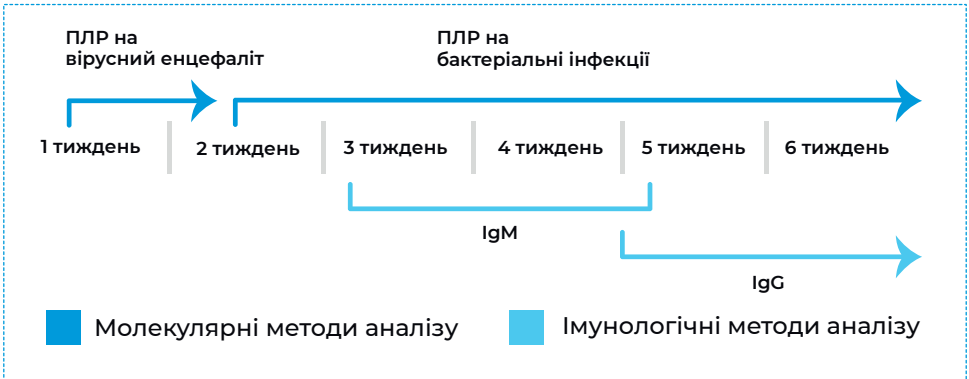 ПЛР на
вірусний енцефаліт
ПЛР на
бактеріальні інфекції
1 тиждень
2 тиждень
3 тиждень
4 тиждень
5 тиждень
6 тиждень
IgM
IgG
Молекулярні методи аналізу
Імунологічні методи аналізу